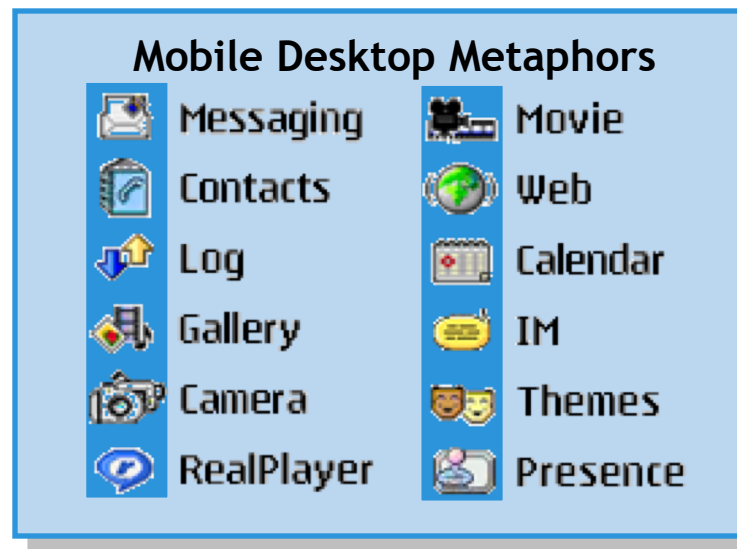 Mobile Desktop Metaphors
Messaging
Contacts
Log
Gallery
Camera
RealPlayer
Movie
Web
Calendar
IM
Themes
Presence